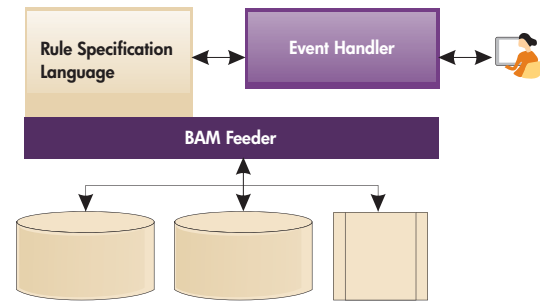 Rule Specification
Language
Event Handler
BAM Feeder